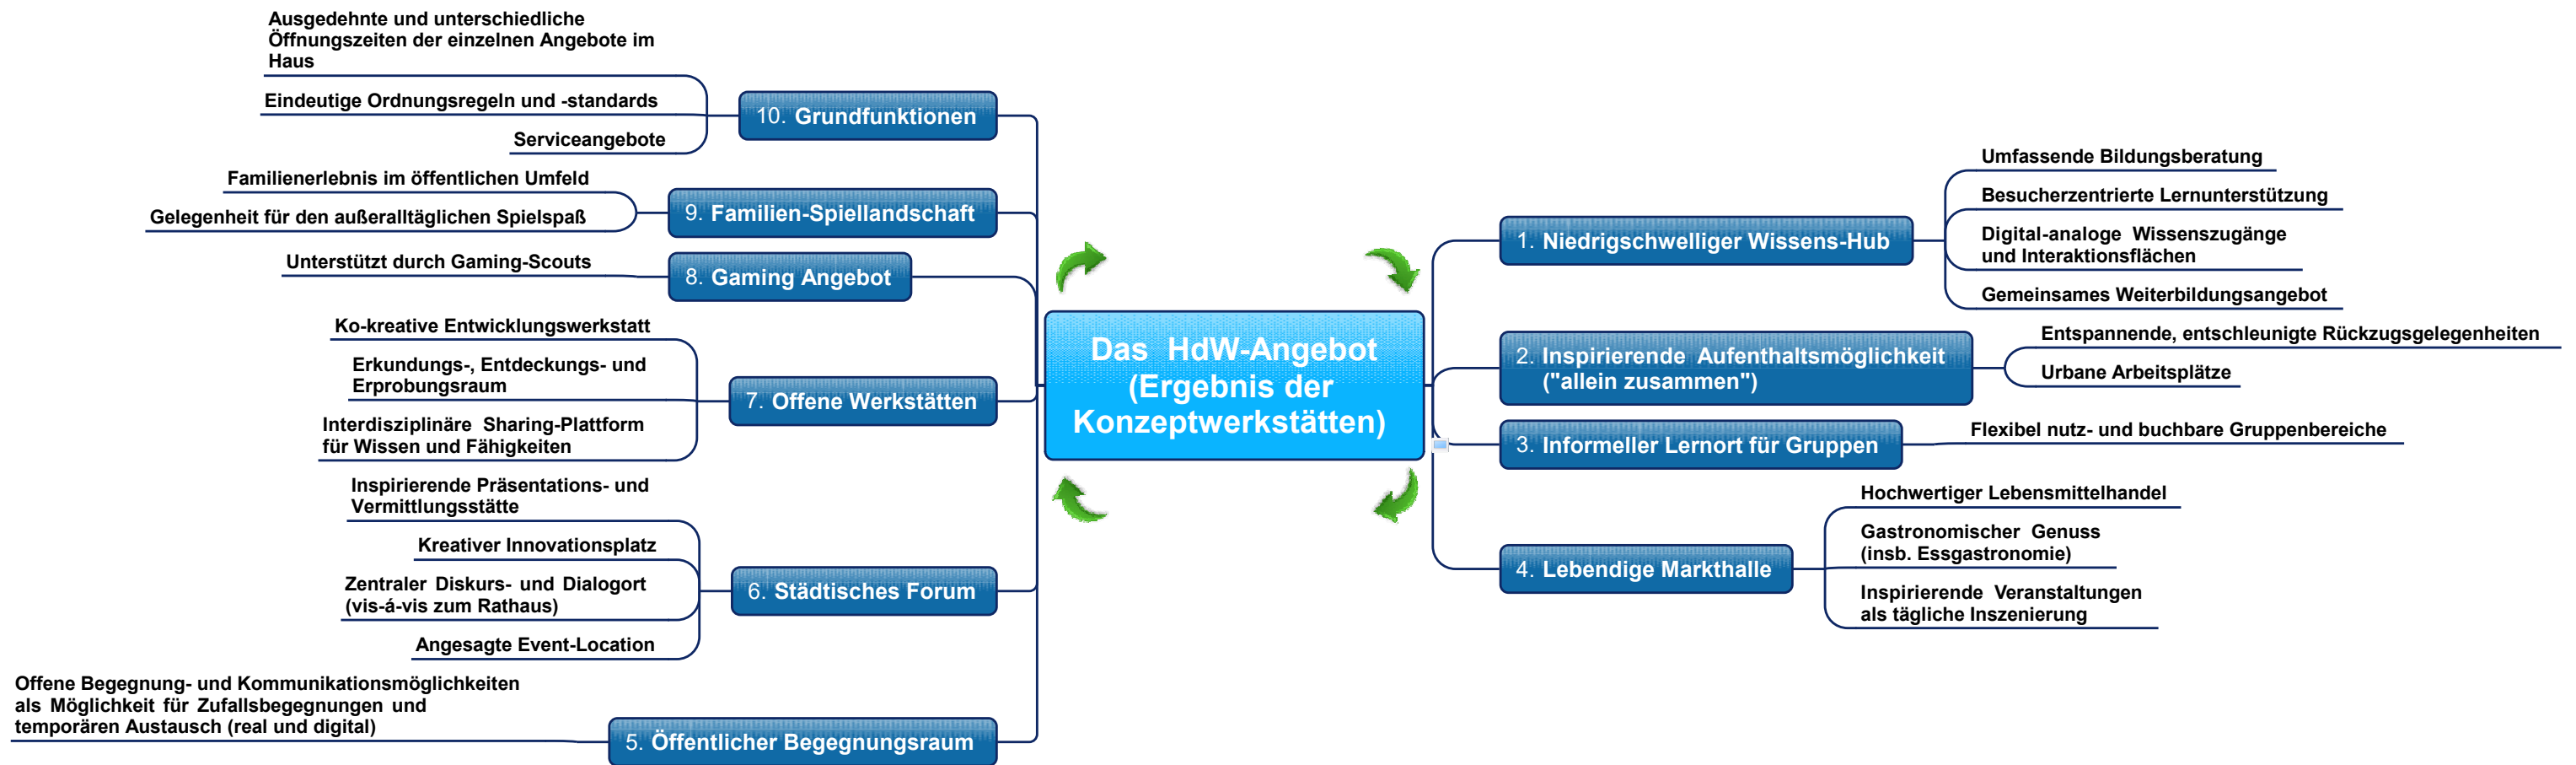 Das HdW-Angebot
(Ergebnis der
Konzeptwerkstätten)
1. Niedrigschwelliger Wissens-Hub
Umfassende Bildungsberatung
Besucherzentrierte Lernunterstützung
Digital-analoge Wissenszugänge
und Interaktionsflächen
Gemeinsames Weiterbildungsangebot
2. Inspirierende Aufenthaltsmöglichkeit
("allein zusammen")
Entspannende, entschleunigte Rückzugsgelegenheiten
Urbane Arbeitsplätze
3. Informeller Lernort für Gruppen
Flexibel nutz- und buchbare Gruppenbereiche
4. Lebendige Markthalle
Hochwertiger Lebensmittelhandel
Gastronomischer Genuss
(insb. Essgastronomie)
Inspirierende Veranstaltungen
als tägliche Inszenierung
5. Öffentlicher Begegnungsraum
Offene Begegnung- und Kommunikationsmöglichkeiten
als Möglichkeit für Zufallsbegegnungen und
temporären Austausch (real und digital)
6. Städtisches Forum
Inspirierende Präsentations- und
Vermittlungsstätte
Kreativer Innovationsplatz
Zentraler Diskurs- und Dialogort
(vis-á-vis zum Rathaus)
Angesagte Event-Location
7. Offene Werkstätten
Ko-kreative Entwicklungswerkstatt
Erkundungs-, Entdeckungs- und
Erprobungsraum
Interdisziplinäre Sharing-Plattform
für Wissen und Fähigkeiten
8. Gaming Angebot
Unterstützt durch Gaming-Scouts
9. Familien-Spiellandschaft
Familienerlebnis im öffentlichen Umfeld
Gelegenheit für den außeralltäglichen Spielspaß
10. Grundfunktionen
Ausgedehnte und unterschiedliche
Öffnungszeiten der einzelnen Angebote im
Haus
Eindeutige Ordnungsregeln und -standards
Serviceangebote